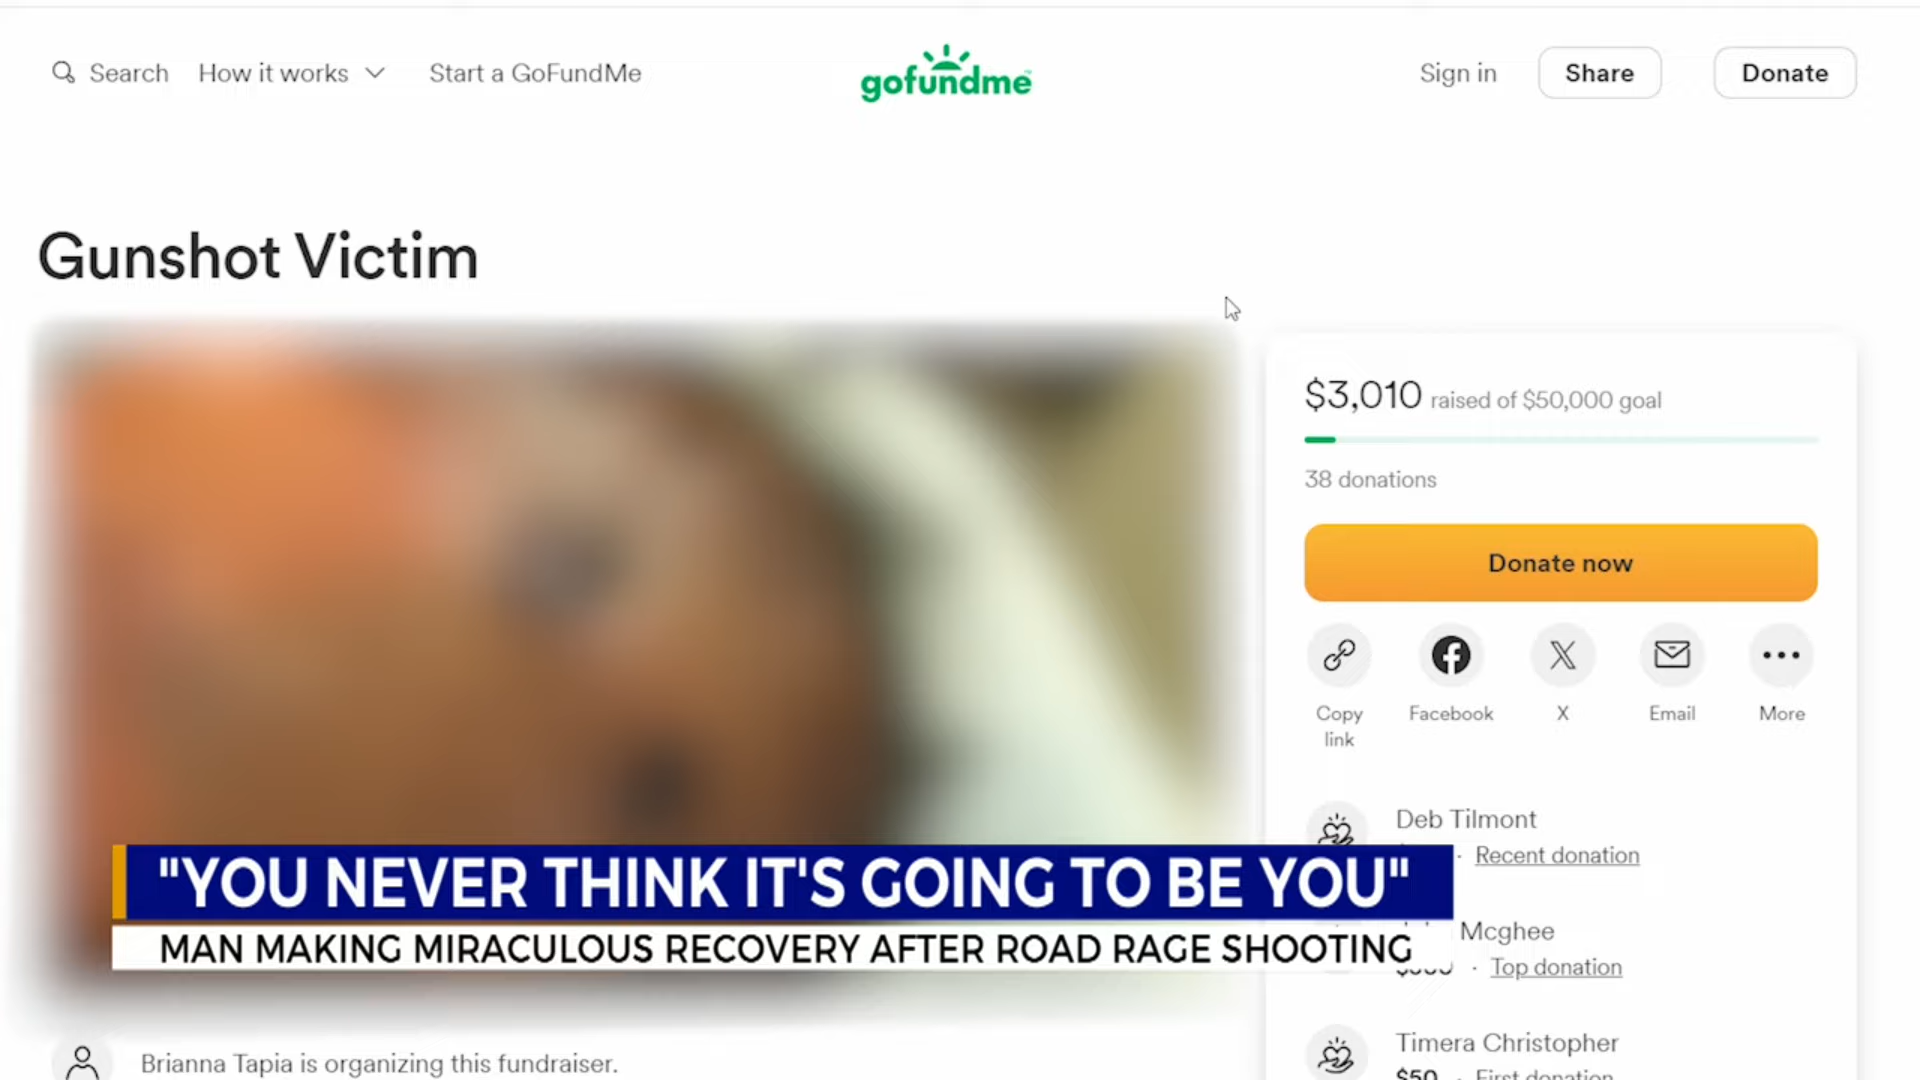 Search How it works Start a GoFundMe gofundme Sign in Share Donate
Gunshot Victim
$3,010 raised of $50,000 goal
38 donations
Donate now
Copy link Facebook X Email More
Deb Tilmont
· Recent donation
"YOU NEVER THINK IT'S GOING TO BE YOU"
MAN MAKING MIRACULOUS RECOVERY AFTER ROAD RAGE SHOOTING
Mcghee
· Top donation
Timera Christopher
$50 · First donation
Brianna Tapia is organizing this fundraiser.